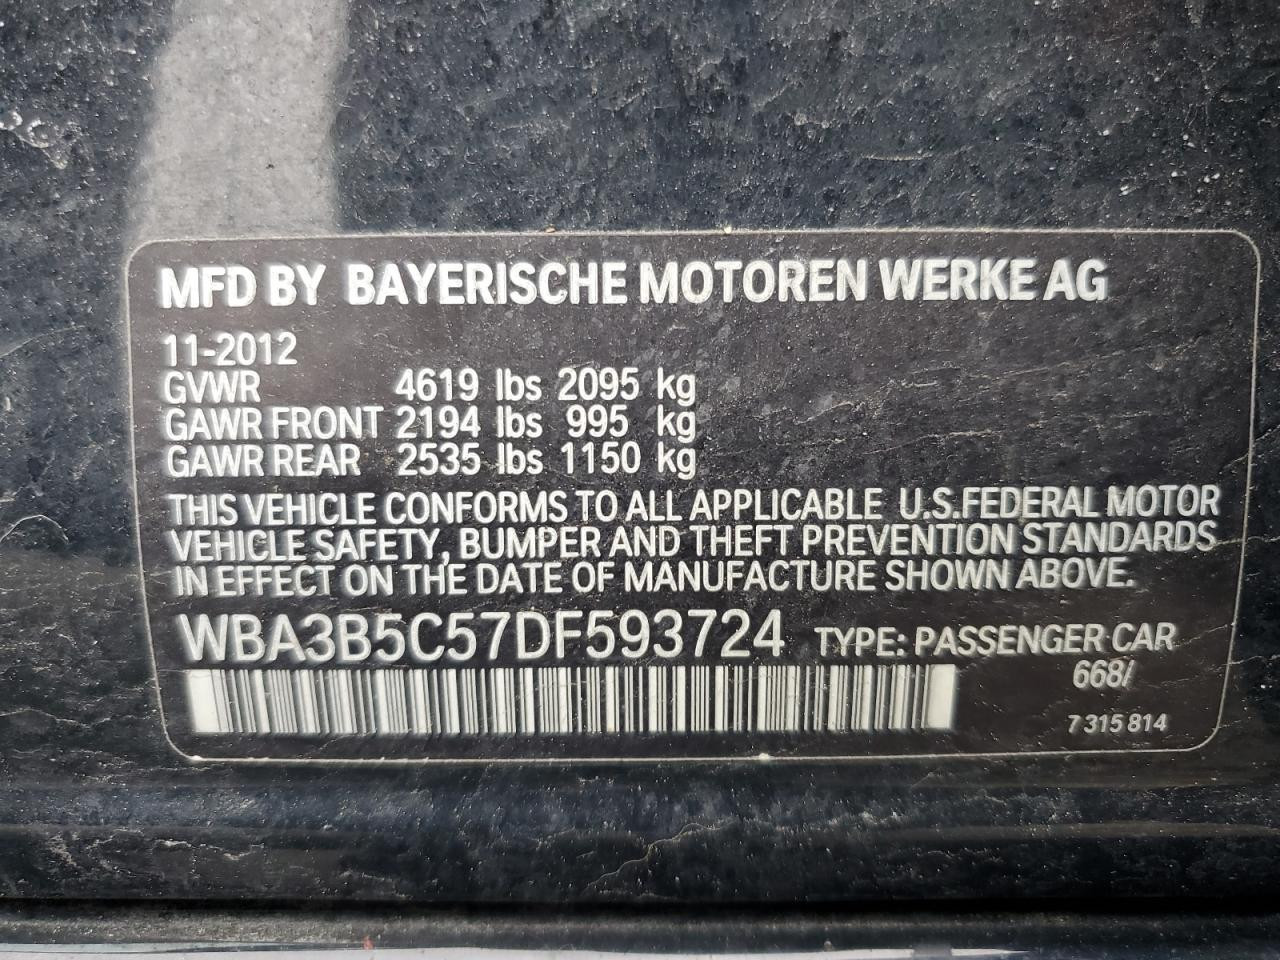 MFD BY BAYERISCHE MOTOREN WERKE AG
11-2012
GVWR 4619 lbs 2095 kg
GAWR FRONT 2194 lbs 995 kg
GAWR REAR 2535 lbs 1150 kg
THIS VEHICLE CONFORMS TO ALL APPLICABLE U.S.FEDERAL MOTOR
VEHICLE SAFETY, BUMPER AND THEFT PREVENTION STANDARDS
IN EFFECT ON THE DATE OF MANUFACTURE SHOWN ABOVE.
WBA3B5C57DF593724 TYPE: PASSENGER CAR
668/
7 315 814